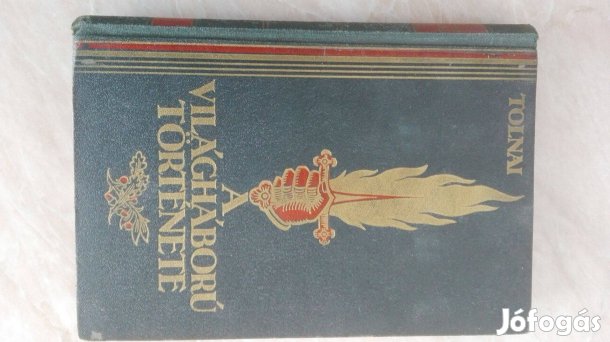 TOLNAI
A
VILÁGHÁBORÚ
TÖRTÉNETE
Jófogás